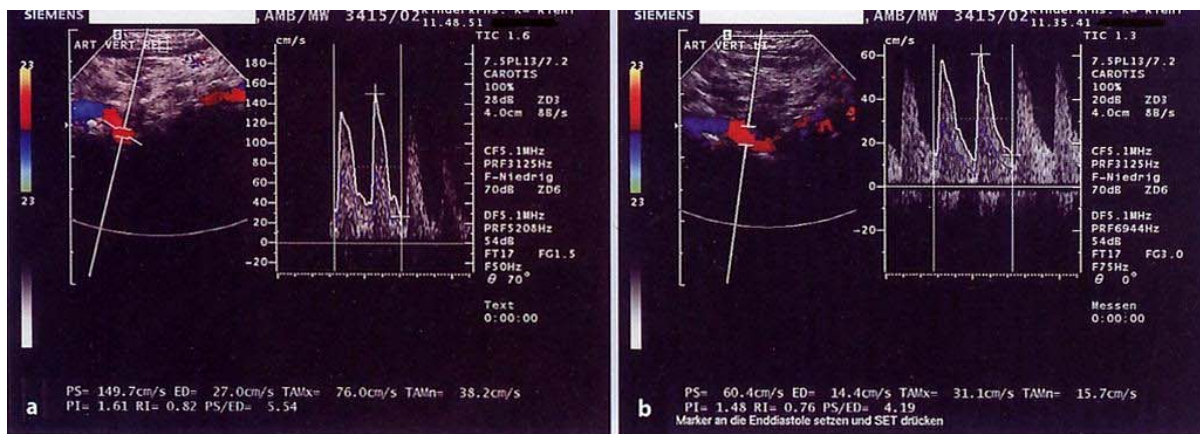 SIEMENS , AMB/MW 3415/02
11.48.51
TIC 1.6
ART VERT RE
cm/s
180
160
140
120
100
80
60
40
20
0
-20
23
23
7.5PL13/7.2
CAROTIS
100%
28dB ZD3
4.0cm 8B/s
CF5.1MHz
PRF3125Hz
F-Niedrig
70dB ZD6
DF5.1MHz
PRF5208Hz
54dB
FT17 FG1.5
F50Hz
θ 70°
Text
0:00:00
PS= 149.7cm/s ED= 27.0cm/s TAMx= 76.0cm/s TAMn= 38.2cm/s
PI= 1.61 RI= 0.82 PS/ED= 5.54
a
SIEMENS , AMB/MW 3415/02
11.35.41
TIC 1.3
ART VERT LI
cm/s
60
40
20
0
-20
23
23
7.5PL13/7.2
CAROTIS
100%
20dB ZD3
4.0cm 8B/s
CF5.1MHz
PRF3125Hz
F-Niedrig
70dB ZD6
DF5.1MHz
PRF6944Hz
54dB
FT17 FG3.0
F75Hz
θ 0°
Messen
0:00:00
PS= 60.4cm/s ED= 14.4cm/s TAMx= 31.1cm/s TAMn= 15.7cm/s
PI= 1.48 RI= 0.76 PS/ED= 4.19
Marker an die Enddiastole setzen und SET drücken
b